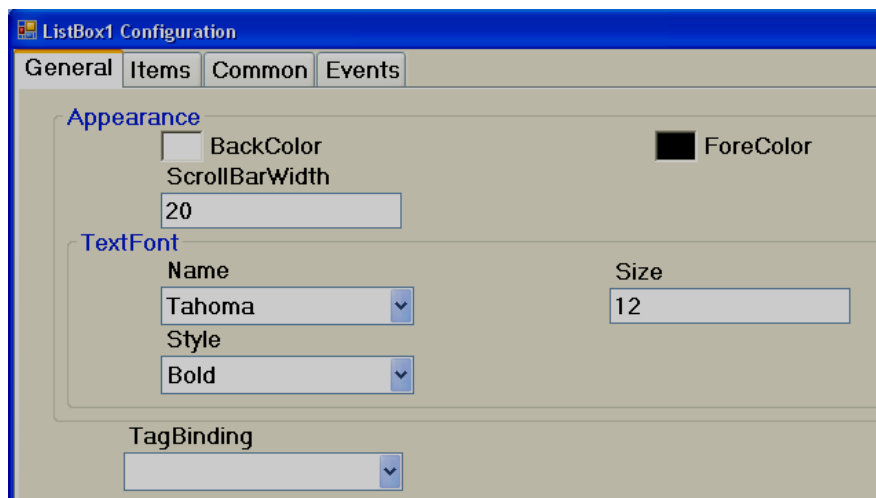 ListBox1 Configuration
General Items Common Events
Appearance
BackColor ForeColor
ScrollBarWidth
20
TextFont
Name Size
Tahoma 12
Style
Bold
TagBinding